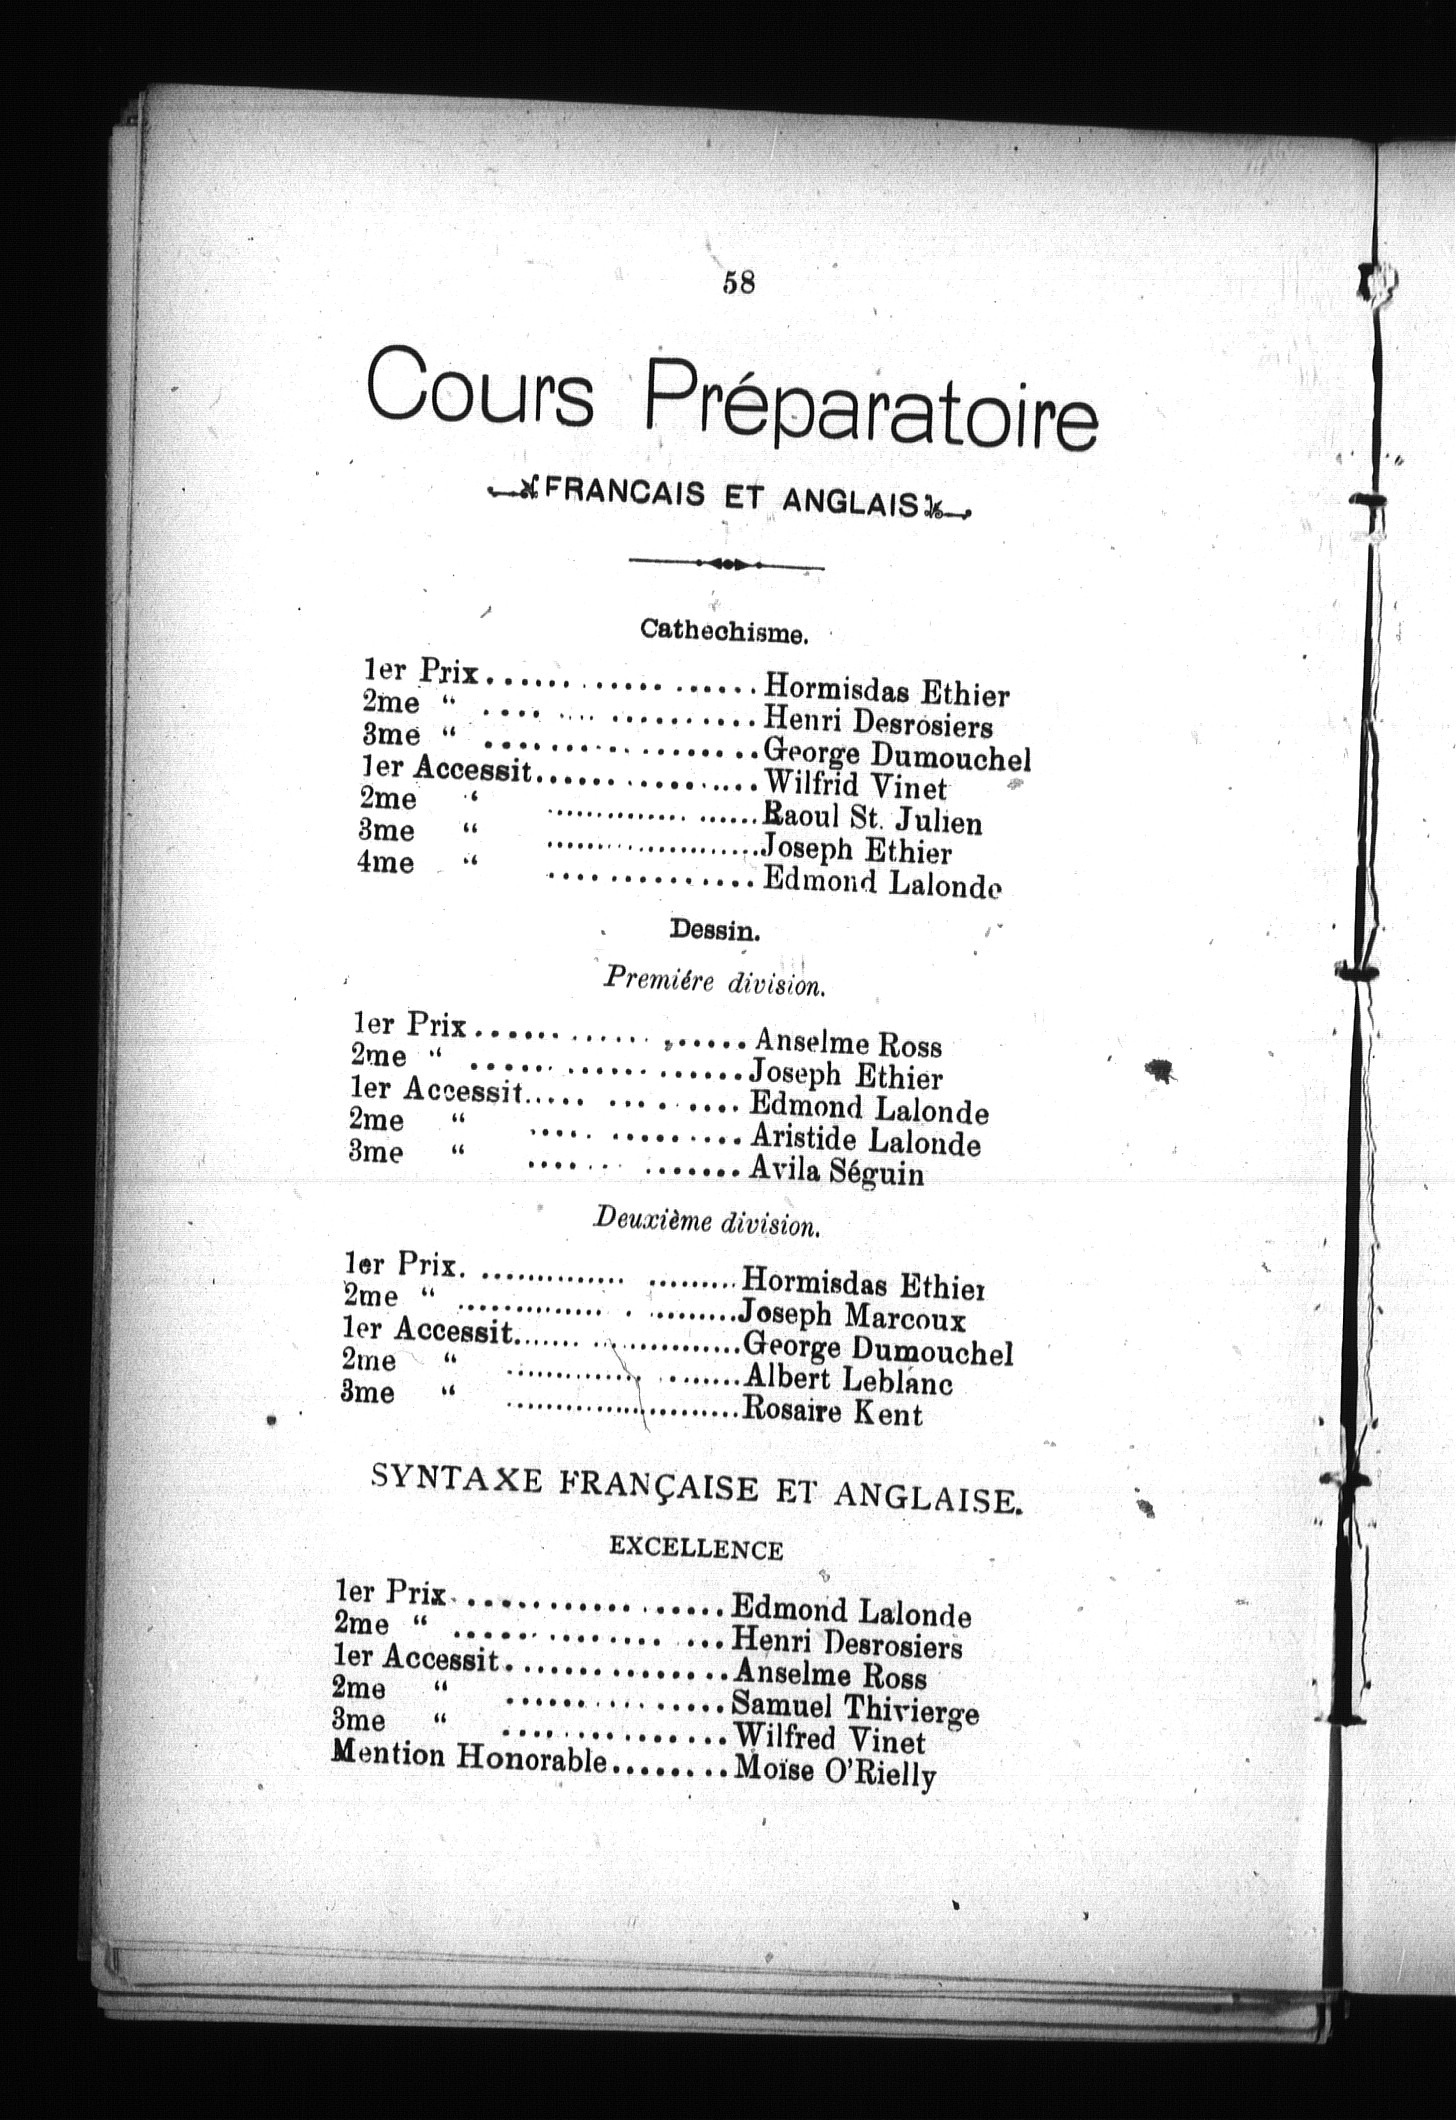 58
Cours Préparatoire
FRANCAIS ET ANGLAIS
Cathechisme.
1er Prix.......................Hormisdas Ethier
2me “ .......................Henri Desrosiers
3me “ .......................George Dumouchel
1er Accessit...................Wilfrid Vinet
2me “ ....................Raoul St. Julien
3me “ ....................Joseph Ethier
4me “ ....................Edmond Lalonde
Dessin.
Premiére division.
1er Prix.......................Anselme Ross
2me “ .......................Joseph Ethier
1er Accessit...................Edmond Lalonde
2me “ ....................Aristide Lalonde
3me “ ....................Avila Séguin
Deuxième division.
1er Prix.......................Hormisdas Ethier
2me “ .......................Joseph Marcoux
1er Accessit...................George Dumouchel
2me “ ....................Albert Leblanc
3me “ ....................Rosaire Kent
SYNTAXE FRANÇAISE ET ANGLAISE.
EXCELLENCE
1er Prix.......................Edmond Lalonde
2me “ .......................Henri Desrosiers
1er Accessit...................Anselme Ross
2me “ ....................Samuel Thivierge
3me “ ....................Wilfred Vinet
Mention Honorable........Moïse O'Rielly